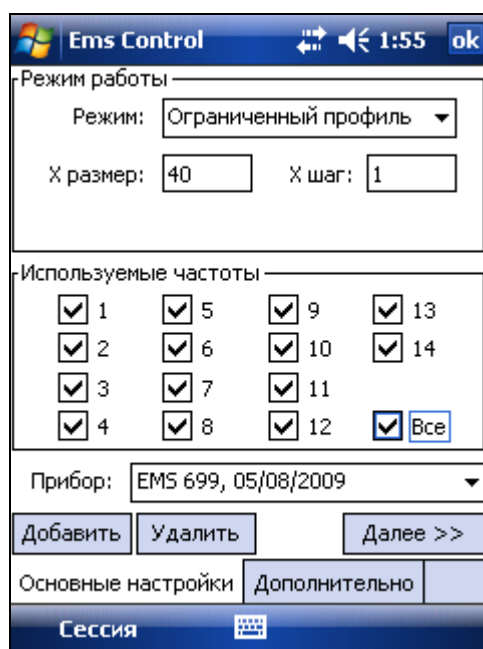 Ems Control 1:55 ok
Режим работы
Режим: Ограниченный профиль
X размер: 40 X шаг: 1
Используемые частоты
1 5 9 13
2 6 10 14
3 7 11
4 8 12 Все
Прибор: EMS 699, 05/08/2009
Добавить Удалить Далее >>
Основные настройки Дополнительно
Сессия